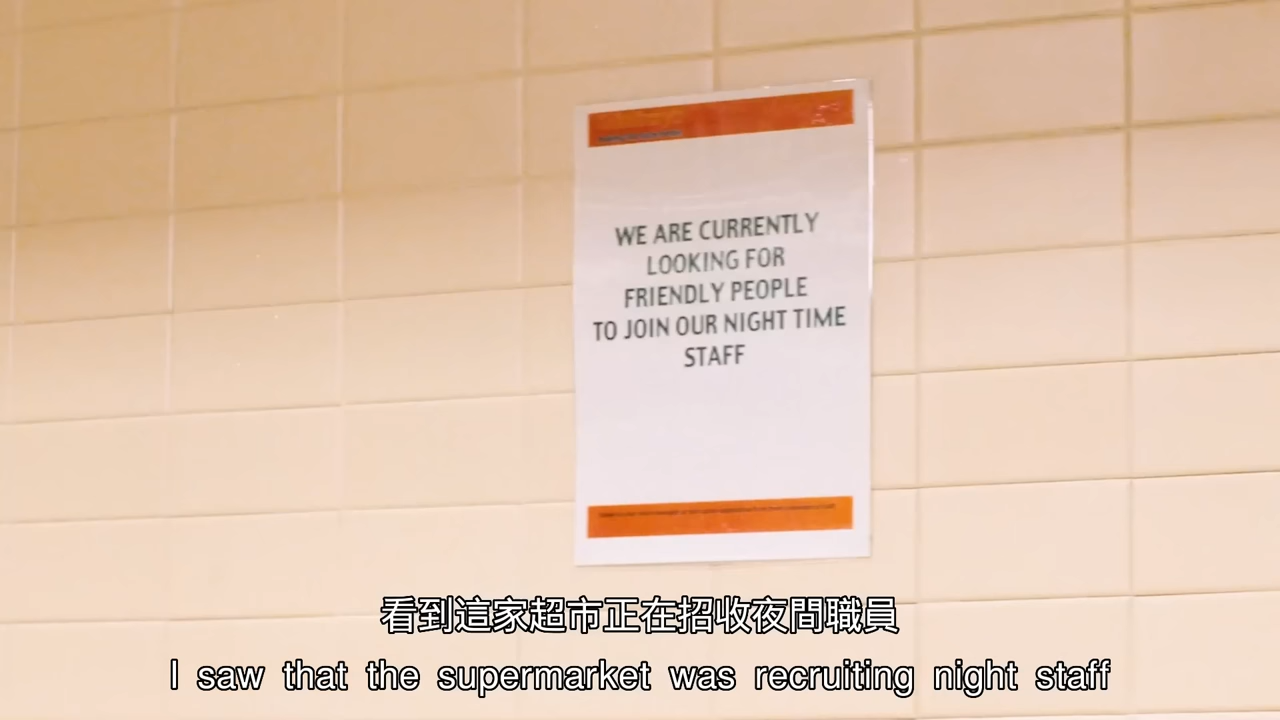 WE ARE CURRENTLY
LOOKING FOR
FRIENDLY PEOPLE
TO JOIN OUR NIGHT TIME
STAFF
看到這家超市正在招收夜間職員
I saw that the supermarket was recruiting night staff